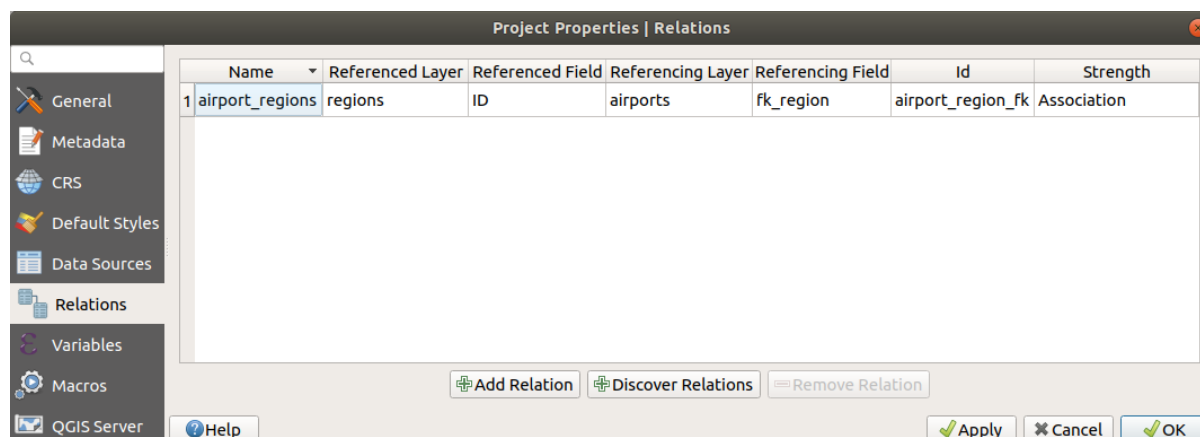 Project Properties | Relations
General
Metadata
CRS
Default Styles
Data Sources
Relations
Variables
Macros
QGIS Server
Name Referenced Layer Referenced Field Referencing Layer Referencing Field Id Strength
1 airport_regions regions ID airports fk_region airport_region_fk Association
Add Relation Discover Relations Remove Relation
Help Apply Cancel OK